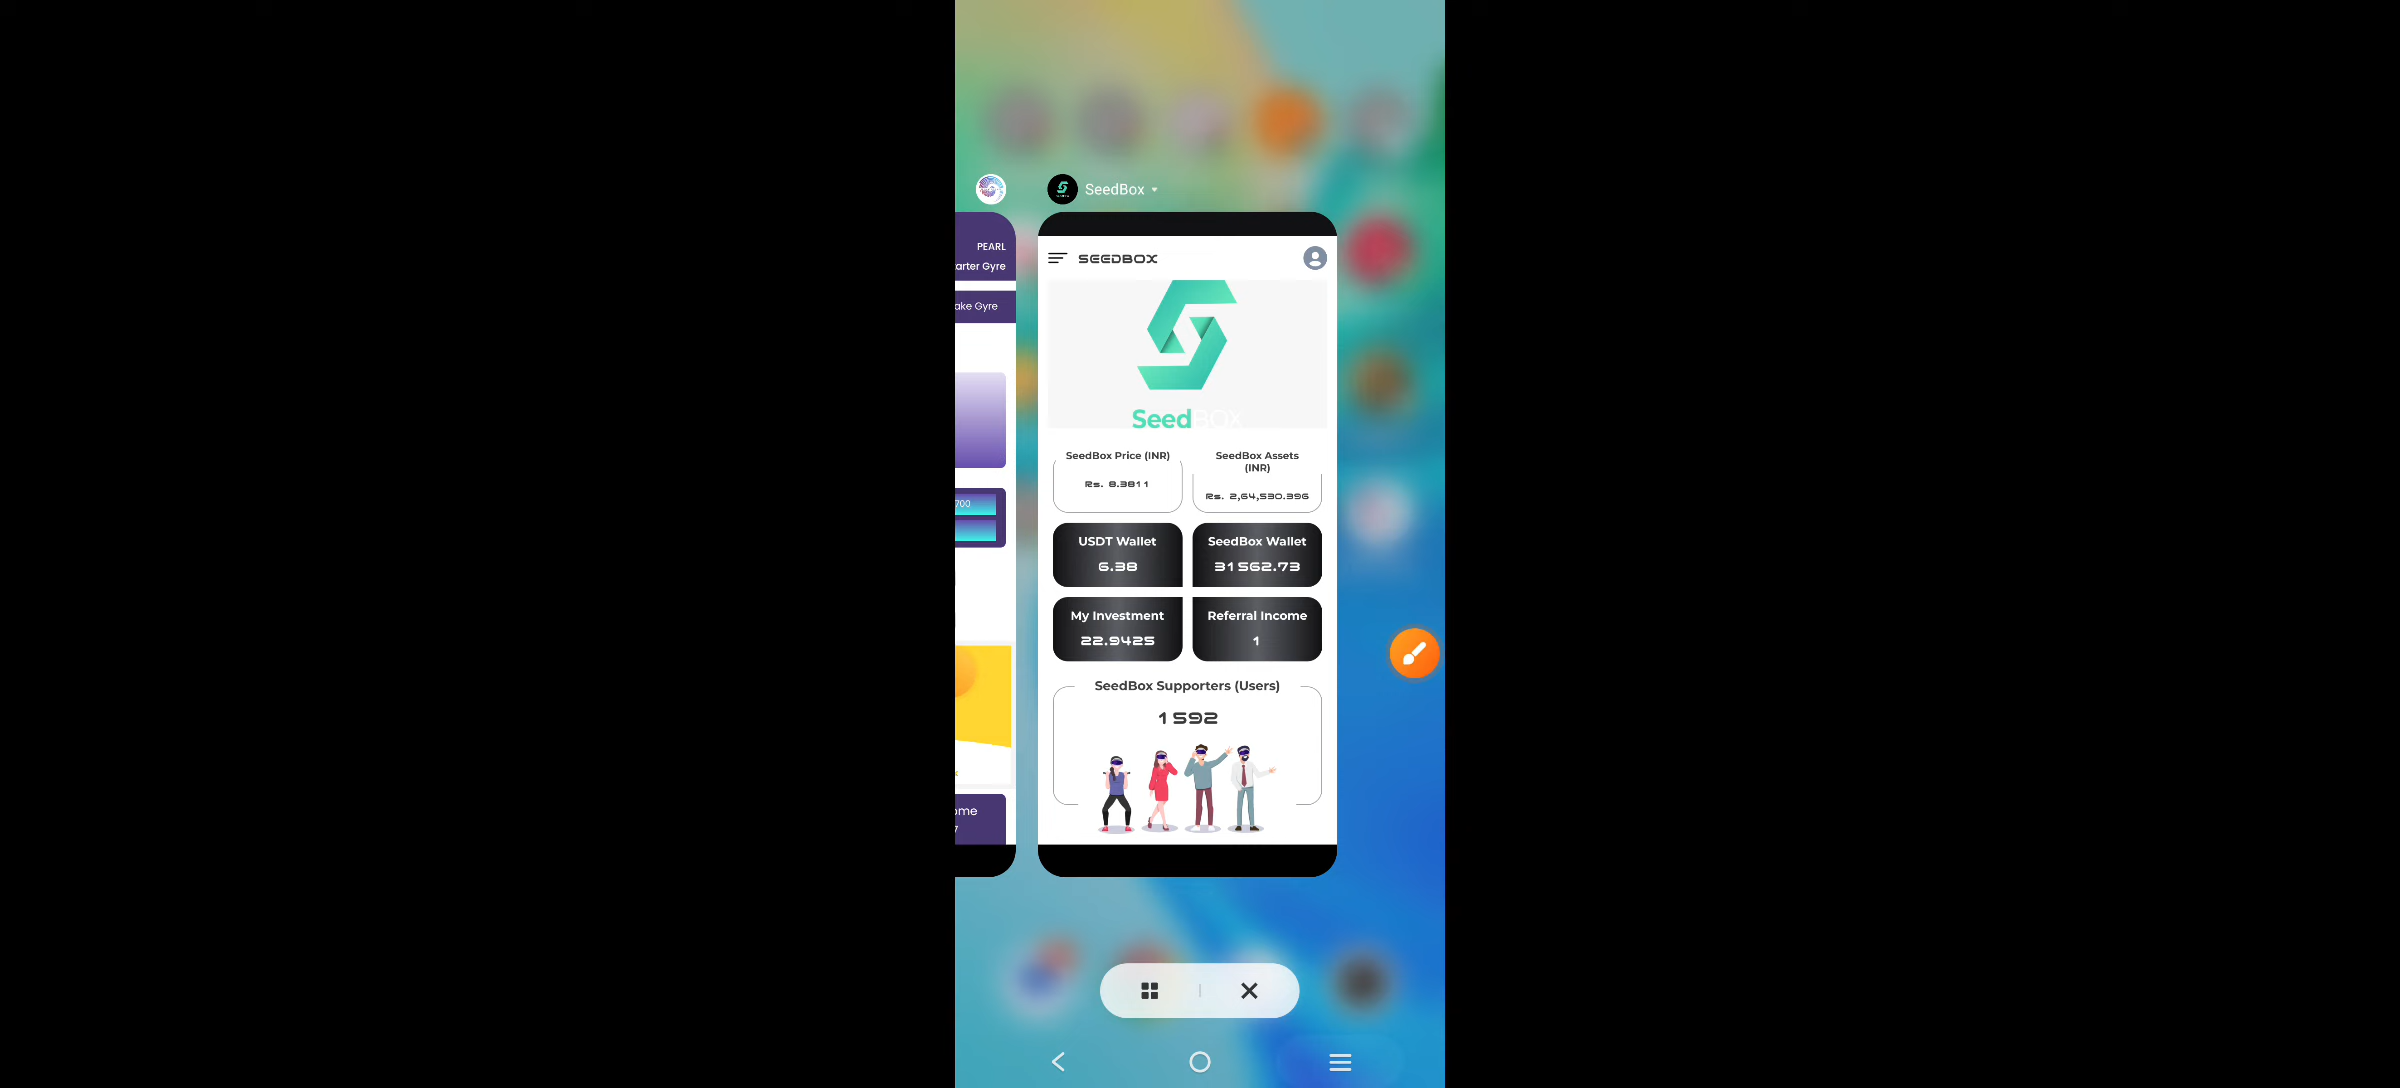 SeedBox
PEARL
arter Gyre
ake Gyre
700
ome
7
SEEDBOX
SeedBOX
SeedBox Price (INR)
Rs. 8.3811
SeedBox Assets
(INR)
Rs. 2,64,530.396
USDT Wallet
6.38
SeedBox Wallet
31562.73
My Investment
22.9425
Referral Income
1
SeedBox Supporters (Users)
1592